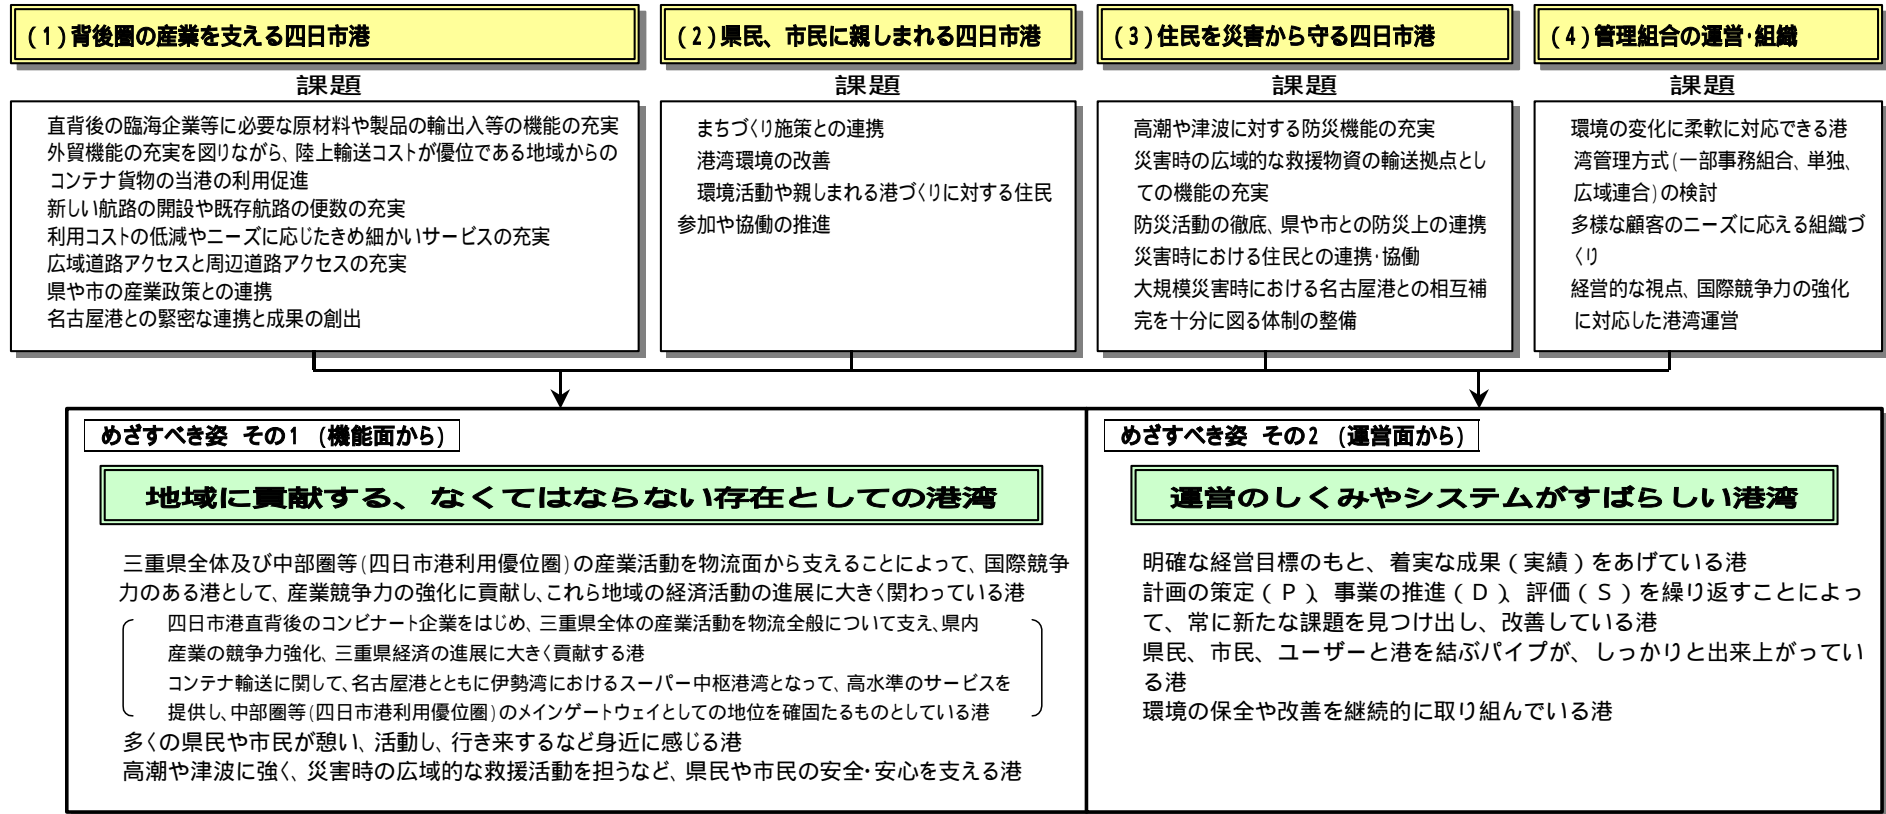 (1)背後圏の産業を支える四日市港
課題
直背後の臨海企業等に必要な原材料や製品の輸出入等の機能の充実
外貿機能の充実を図りながら、陸上輸送コストが優位である地域からの
コンテナ貨物の当港の利用促進
新しい航路の開設や既存航路の便数の充実
利用コストの低減やニーズに応じたきめ細かいサービスの充実
広域道路アクセスと周辺道路アクセスの充実
県や市の産業政策との連携
名古屋港との緊密な連携と成果の創出
(2)県民、市民に親しまれる四日市港
課題
まちづくり施策との連携
港湾環境の改善
環境活動や親しまれる港づくりに対する住民
参加や協働の推進
(3)住民を災害から守る四日市港
課題
高潮や津波に対する防災機能の充実
災害時の広域的な救援物資の輸送拠点とし
ての機能の充実
防災活動の徹底、県や市との防災上の連携
災害時における住民との連携・協働
大規模災害時における名古屋港との相互補
完を十分に図る体制の整備
(4)管理組合の運営・組織
課題
環境の変化に柔軟に対応できる港
湾管理方式(一部事務組合、単独、
広域連合)の検討
多様な顧客のニーズに応える組織づ
くり
経営的な視点、国際競争力の強化
に対応した港湾運営
めざすべき姿 その1 (機能面から)
地域に貢献する、なくてはならない存在としての港湾
三重県全体及び中部圏等(四日市港利用優位圏)の産業活動を物流面から支えることによって、国際競争
力のある港として、産業競争力の強化に貢献し、これら地域の経済活動の進展に大きく関わっている港
四日市港直背後のコンビナート企業をはじめ、三重県全体の産業活動を物流全般について支え、県内
産業の競争力強化、三重県経済の進展に大きく貢献する港
コンテナ輸送に関して、名古屋港とともに伊勢湾におけるスーパー中枢港湾となって、高水準のサービスを
提供し、中部圏等(四日市港利用優位圏)のメインゲートウェイとしての地位を確固たるものとしている港
多くの県民や市民が憩い、活動し、行き来するなど身近に感じる港
高潮や津波に強く、災害時の広域的な救援活動を担うなど、県民や市民の安全・安心を支える港
めざすべき姿 その2 (運営面から)
運営のしくみやシステムがすばらしい港湾
明確な経営目標のもと、着実な成果(実績)をあげている港
計画の策定(P)、事業の推進(D)、評価(S)を繰り返すことによっ
て、常に新たな課題を見つけ出し、改善している港
県民、市民、ユーザーと港を結ぶパイプが、しっかりと出来上がってい
る港
環境の保全や改善を継続的に取り組んでいる港